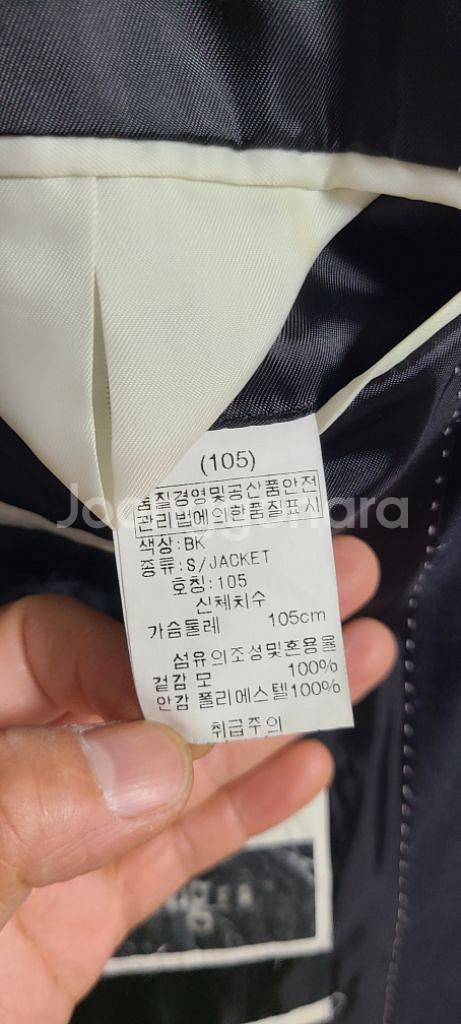 (105)
품질경영및공산품안전
관리법에의한품질표시
색상:BK
종류:S/JACKET
호칭:105
신체치수
가슴둘레 105cm
섬유의조성및혼용율
겉감 모 100%
안감 폴리에스텔100%
취급주의
Joonggonara